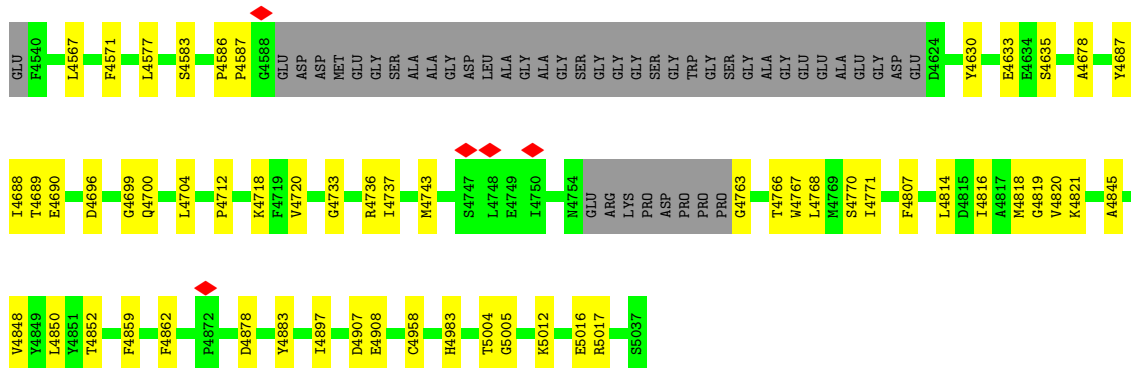 GLU F4540 L4567 F4571 L4577 S4583 P4586 P4587 G4588 GLU ASP ASP MET GLU GLY SER ALA ALA GLY ASP LEU ALA GLY ALA GLY SER GLY GLY GLY SER GLY TRP GLY SER GLY ALA GLY GLU GLU ALA GLU GLY ASP GLU D4624 Y4630 E4633 E4634 S4635 A4678 Y4687
I4688 T4689 E4690 D4696 G4699 Q4700 L4704 P4712 K4718 F4719 V4720 G4733 R4736 I4737 M4743 S4747 L4748 E4749 I4750 N4754 GLU ARG LYS PRO ASP PRO PRO PRO G4763 T4766 W4767 L4768 M4769 S4770 I4771 F4807 L4814 D4815 I4816 A4817 M4818 G4819 V4820 K4821 A4845
V4848 Y4849 L4850 Y4851 T4852 F4859 F4862 P4872 D4878 Y4883 I4897 D4907 E4908 C4958 H4983 T5004 G5005 K5012 E5016 R5017 S5037